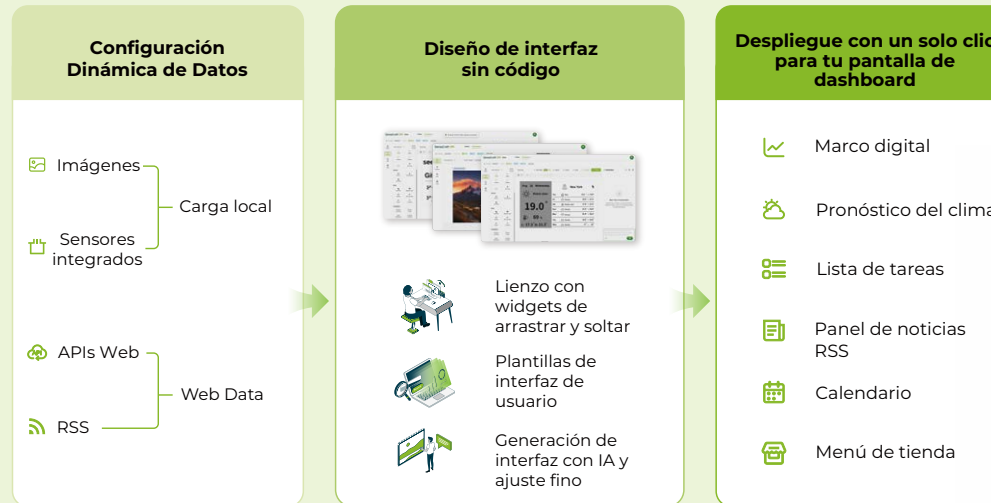 Configuración
Dinámica de Datos
Imágenes
Carga local
Sensores
integrados
APIs Web
Web Data
RSS
Diseño de interfaz
sin código
19.0
Lienzo con
widgets de
arrastrar y soltar
Plantillas de
interfaz de
usuario
Generación de
interfaz con IA y
ajuste fino
Despliegue con un solo clic
para tu pantalla de
dashboard
Marco digital
Pronóstico del clima
Lista de tareas
Panel de noticias
RSS
Calendario
Menú de tienda